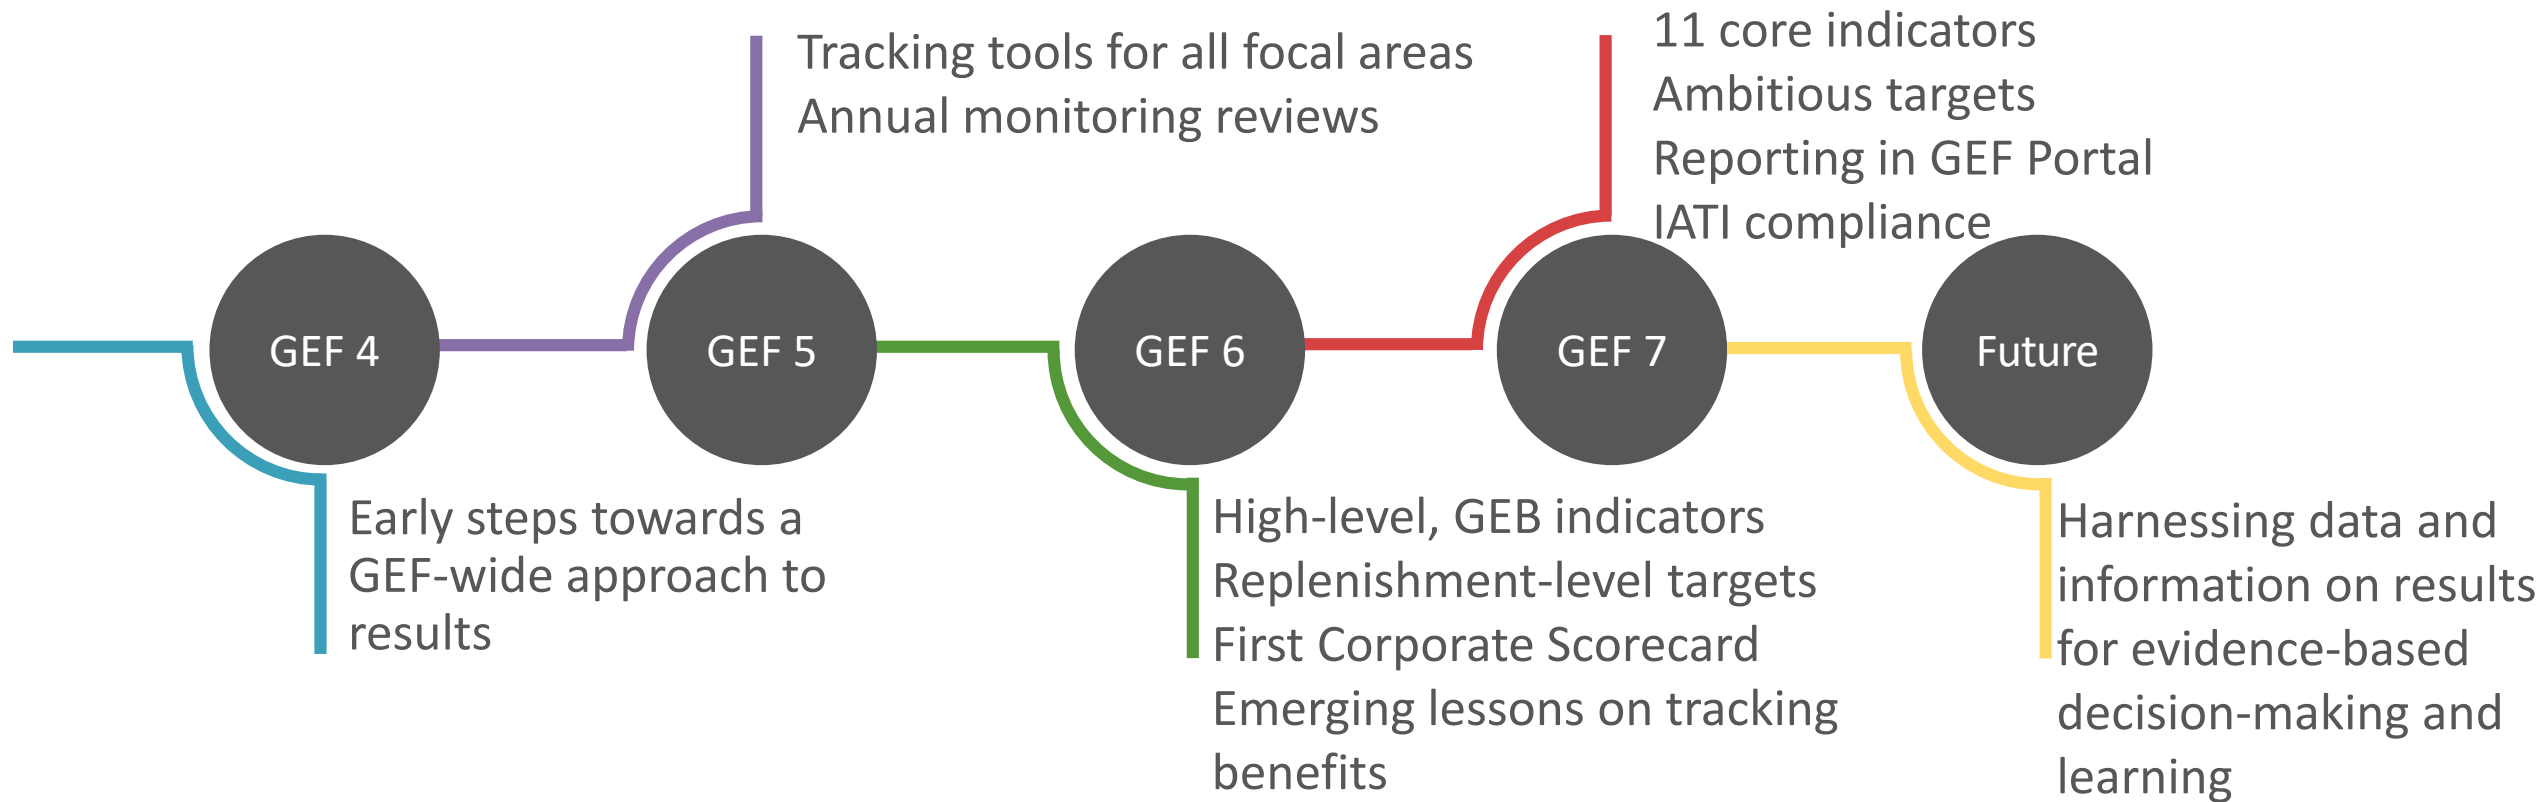 GEF 4
Early steps towards a
GEF-wide approach to
results
GEF 5
Tracking tools for all focal areas
Annual monitoring reviews
GEF 6
High-level, GEB indicators
Replenishment-level targets
First Corporate Scorecard
Emerging lessons on tracking
benefits
GEF 7
11 core indicators
Ambitious targets
Reporting in GEF Portal
IATI compliance
Future
Harnessing data and
information on results
for evidence-based
decision-making and
learning